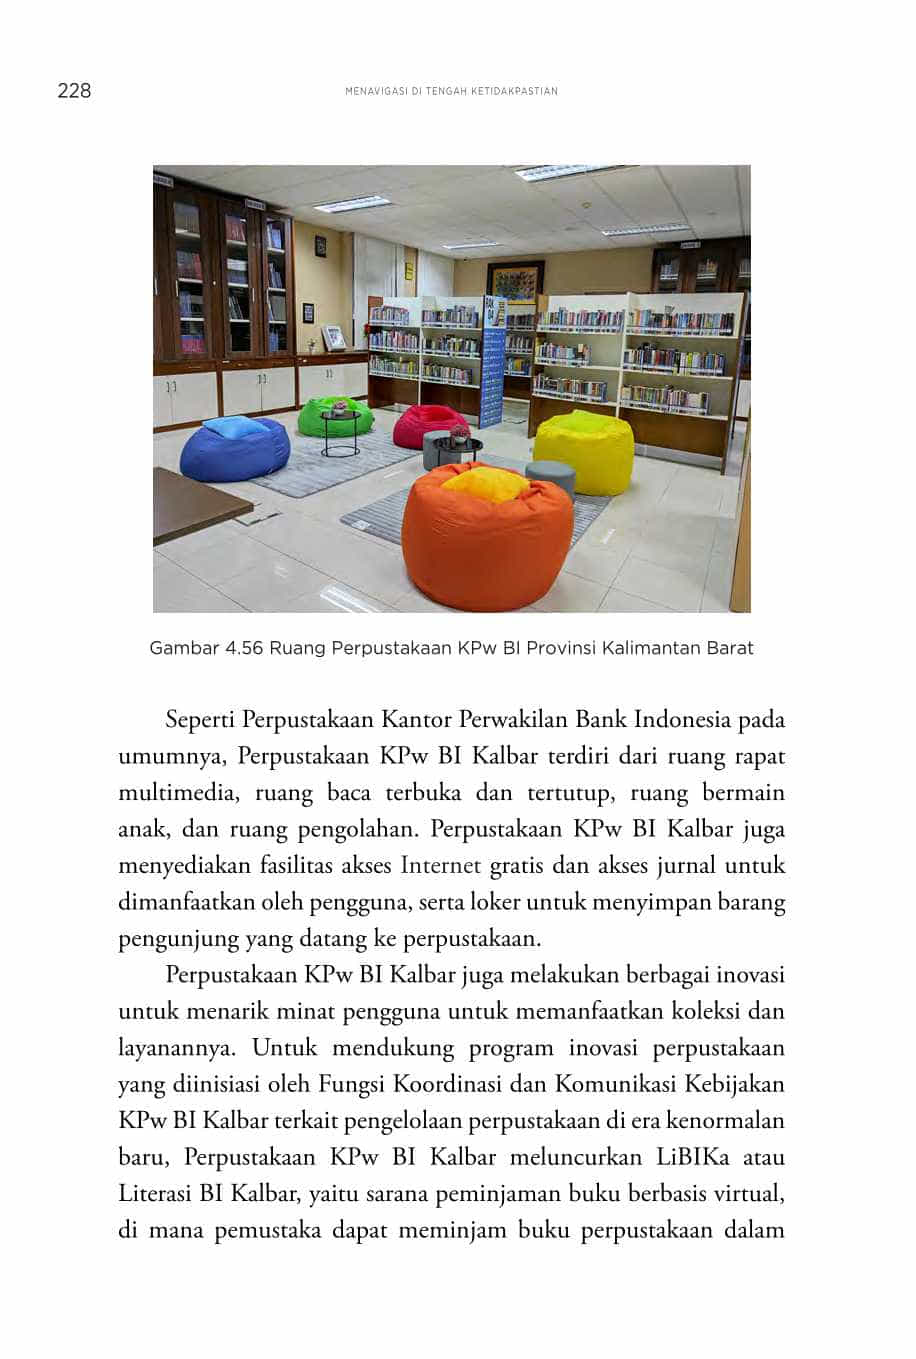 228
MENAVIGASI DI TENGAH KETIDAKPASTIAN
Gambar 4.56 Ruang Perpustakaan KPw BI Provinsi Kalimantan Barat
Seperti Perpustakaan Kantor Perwakilan Bank Indonesia pada
umumnya, Perpustakaan KPw BI Kalbar terdiri dari ruang rapat
multimedia, ruang baca terbuka dan tertutup, ruang bermain
anak, dan ruang pengolahan. Perpustakaan KPw BI Kalbar juga
menyediakan fasilitas akses Internet gratis dan akses jurnal untuk
dimanfaatkan oleh pengguna, serta loker untuk menyimpan barang
pengunjung yang datang ke perpustakaan.
Perpustakaan KPw BI Kalbar juga melakukan berbagai inovasi
untuk menarik minat pengguna untuk memanfaatkan koleksi dan
layanannya. Untuk mendukung program inovasi perpustakaan
yang diinisiasi oleh Fungsi Koordinasi dan Komunikasi Kebijakan
KPw BI Kalbar terkait pengelolaan perpustakaan di era kenormalan
baru, Perpustakaan KPw BI Kalbar meluncurkan LiBIKa atau
Literasi BI Kalbar, yaitu sarana peminjaman buku berbasis virtual,
di mana pemustaka dapat meminjam buku perpustakaan dalam